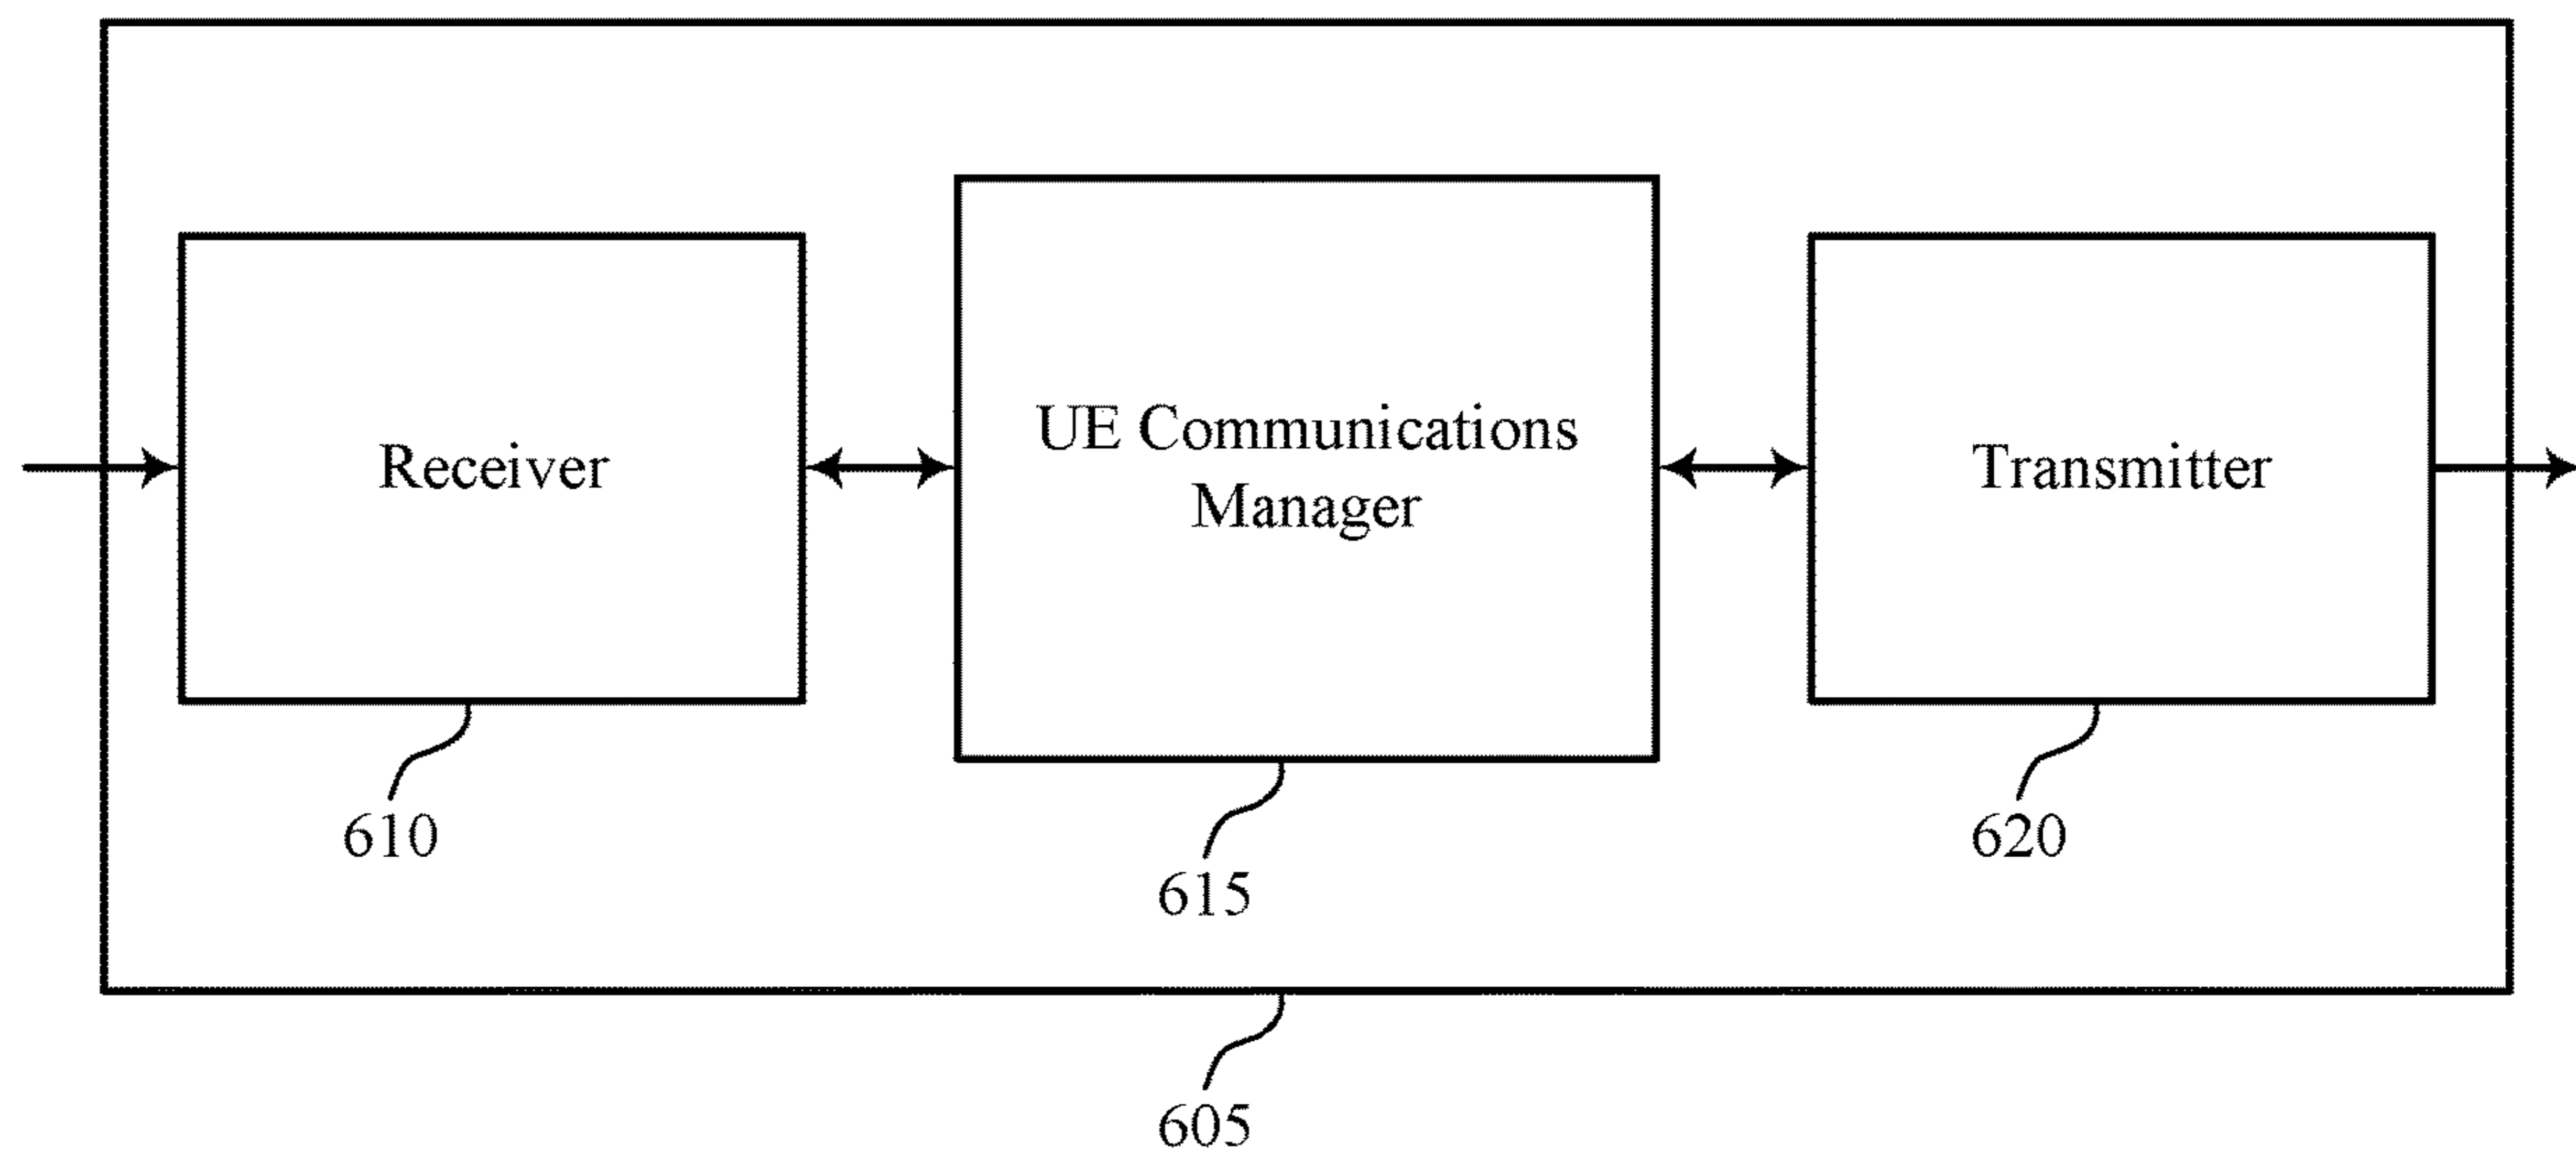 Receiver
UE Communications
Manager
Transmitter
610
615
620
605